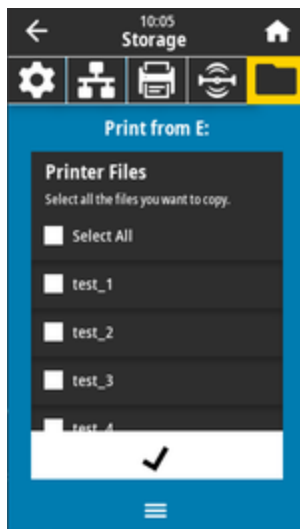 10:05
Storage
Print from E:
Printer Files
Select all the files you want to copy.
Select All
test_1
test_2
test_3
test_4